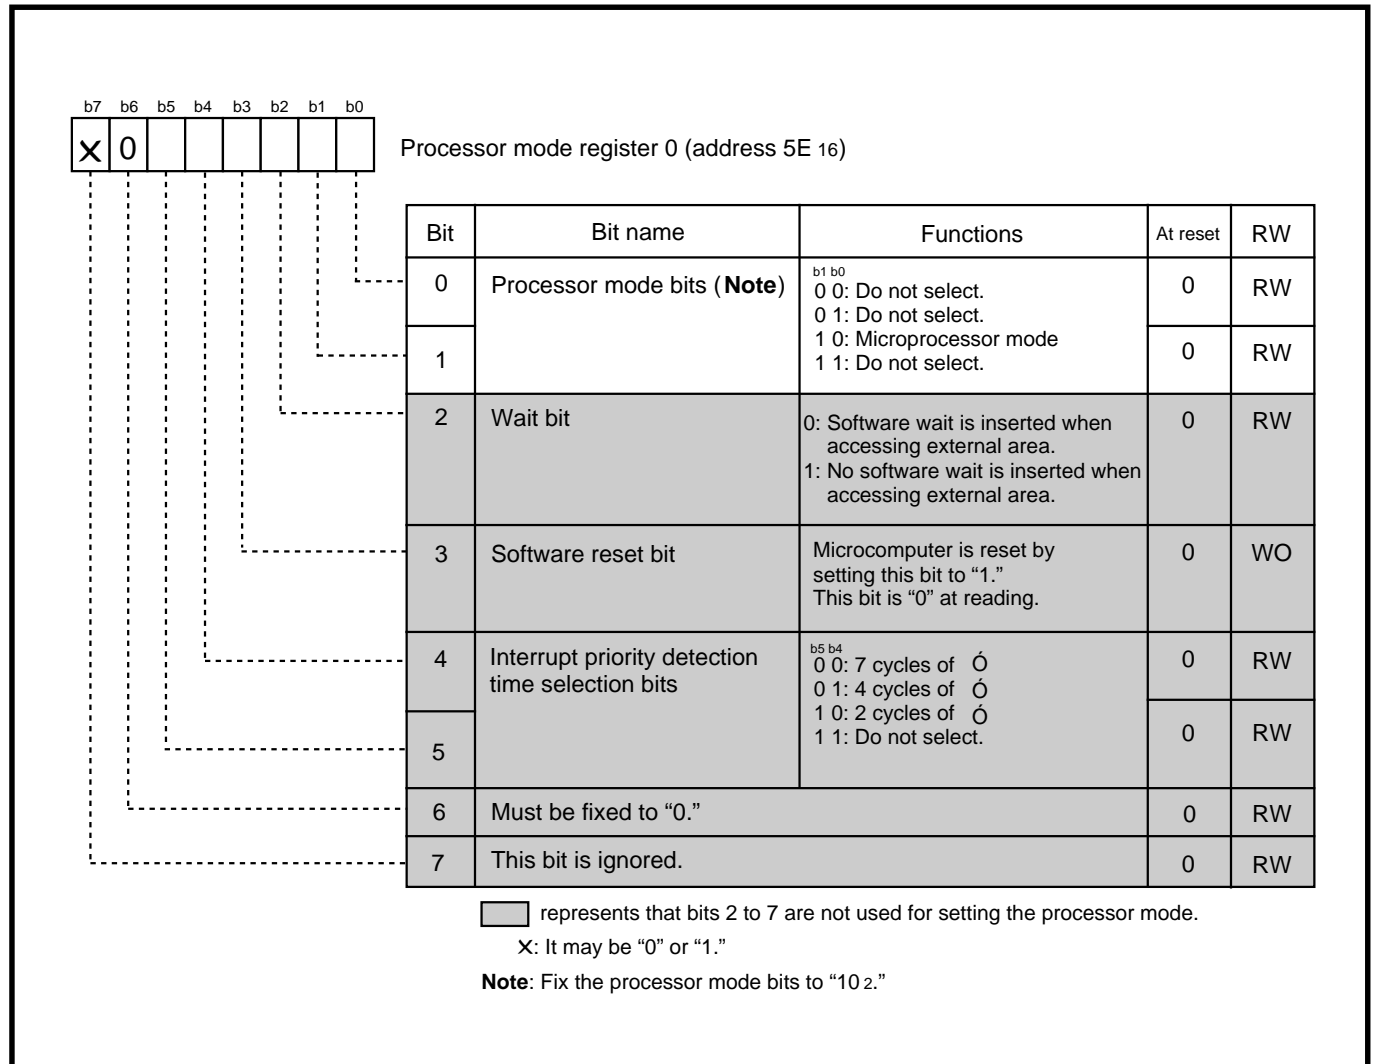 b7 b6 b5 b4 b3 b2 b1 b0
× 0
Processor mode register 0 (address 5E 16)
Bit Bit name Functions At reset RW
0 Processor mode bits (Note) b1 b0 0 RW
0 0: Do not select.
0 1: Do not select.
1 0: Microprocessor mode
1 1: Do not select.
1 0 RW
2 Wait bit 0: Software wait is inserted when 0 RW
accessing external area.
1: No software wait is inserted when
accessing external area.
3 Software reset bit Microcomputer is reset by 0 WO
setting this bit to “1.”
This bit is “0” at reading.
4 Interrupt priority detection b5 b4 0 RW
time selection bits 0 0: 7 cycles of Ó
0 1: 4 cycles of Ó
1 0: 2 cycles of Ó
1 1: Do not select.
5 0 RW
6 Must be fixed to “0.” 0 RW
7 This bit is ignored. 0 RW
represents that bits 2 to 7 are not used for setting the processor mode.
×: It may be “0” or “1.”
Note: Fix the processor mode bits to “10 2.”